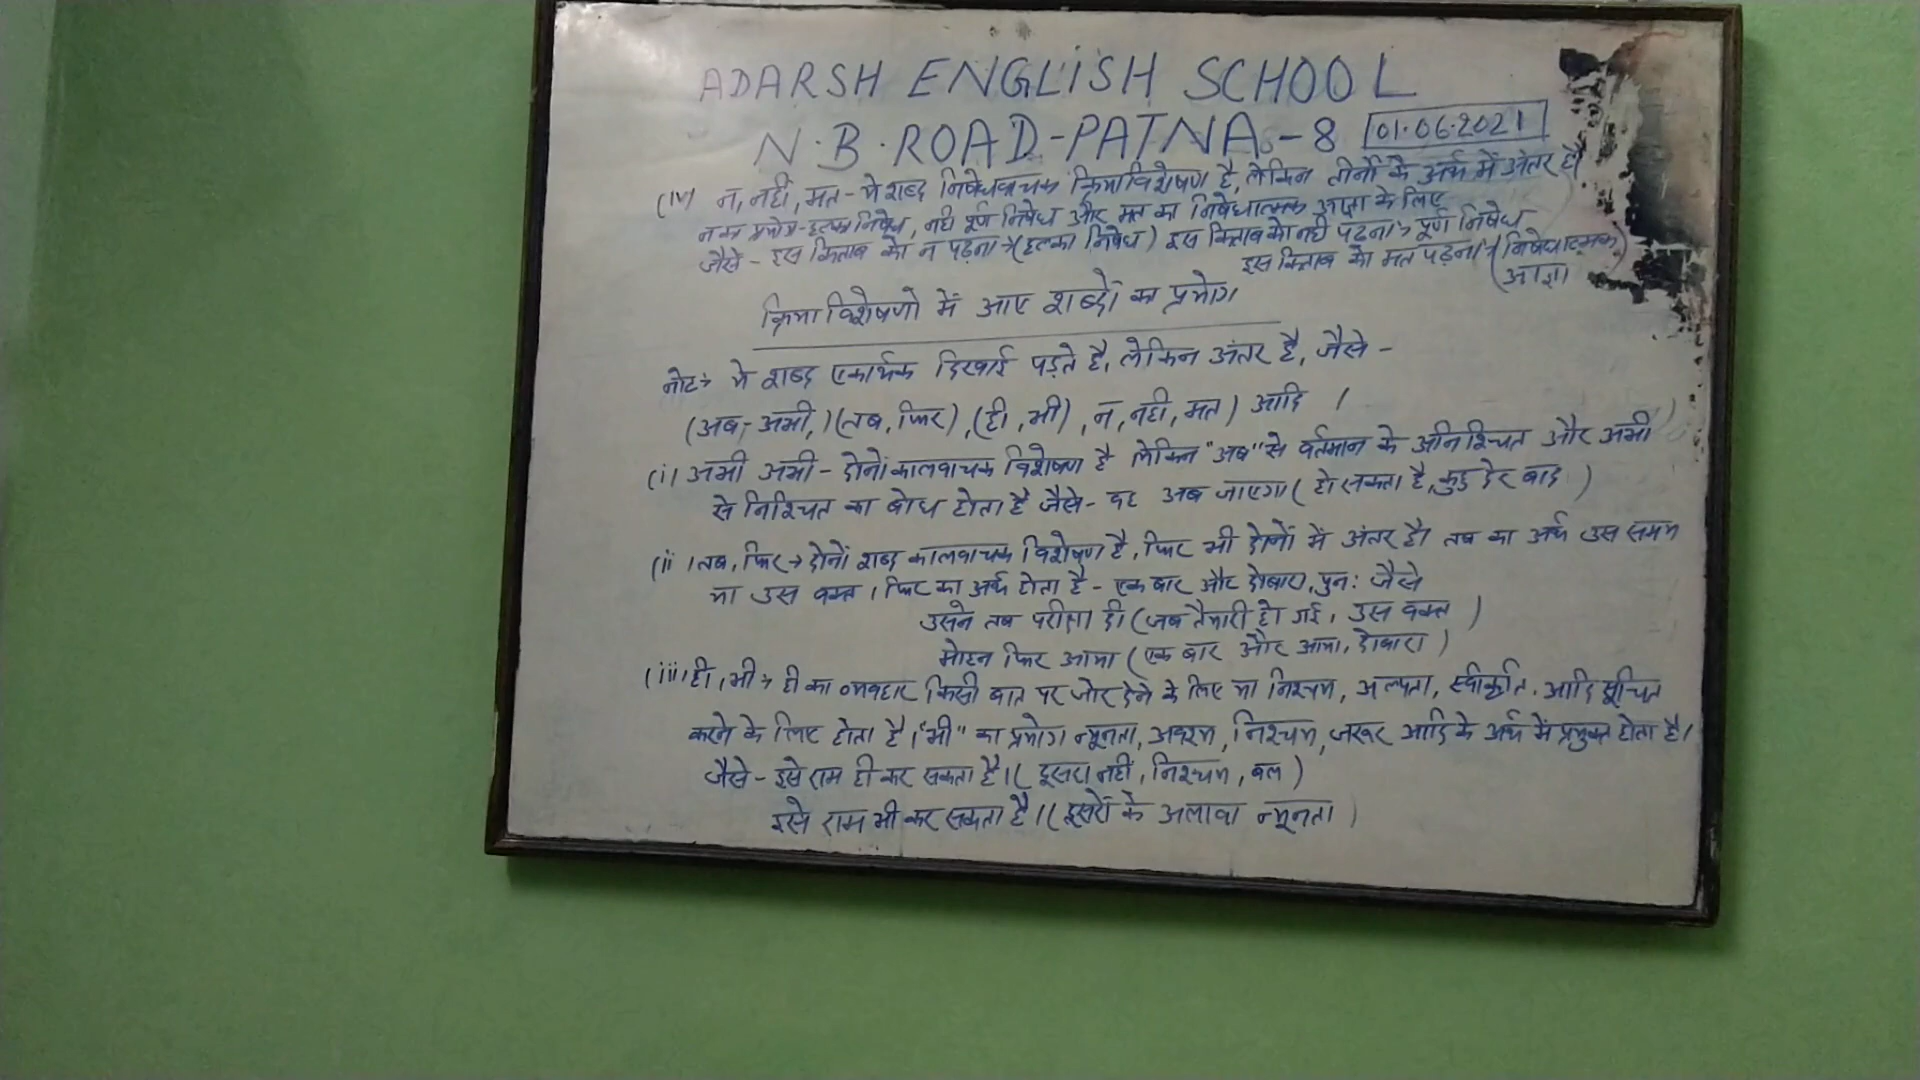 ADARSH ENGLISH SCHOOL
N.B.ROAD-PATNA-8 01.06.2021
(iv) न, नही, मत - ये शब्द निषेधवाचक क्रियाविशेषण है, लेकिन तीनों के अर्थ में अंतर है।
न का प्रयोग-हल्का निषेध, नही पूर्ण निषेध और मत का निषेधात्मक आज्ञा के लिए
जैसे - इस किताब को न पढ़ना→(हल्का निषेध) इस किताब को नही पढना→ पूर्ण निषेध
इस किताब को मत पढ़ना→(निषेधात्मक)
आज्ञा
क्रिया विशेषणो में आए शब्दों का प्रयोग
नोट→ ये शब्द एकार्थक दिखाई पड़ते है, लेकिन अंतर है, जैसे -
(अब - अभी,)(तब, फिर), (ही, भी), न, नही, मत) आदि ।
(i) अभी अभी - दोनों कालवाचक विशेषण है लेकिन "अब" से वर्तमान के अनिश्चित और अभी
से निश्चित का बोध होता है जैसे - वह अब जाएगा (हो सकता है, कुछ देर बाद)
(ii) तब, फिर→ दोनों शब्द कालवाचक विशेषण है, फिर भी दोनों में अंतर है। तब का अर्थ उस समय
या उस वक्त। फिर का अर्थ होता है - एक बार और दोबारा, पुन: जैसे
उसने तब परीक्षा दी (जब तैयारी हो गई, उस वक्त)
मोहन फिर आया (एक बार और आया, दोबारा)
(iii) ही, भी→ ही का व्यवहार किसी बात पर जोर देने के लिए या निश्चय, अल्पता, स्वीकृति, आदि सूचित
करने के लिए होता है। "भी" का प्रयोग न्यूनता, अवश्य, निश्चय, जरूर आदि के अर्थ में प्रयुक्त होता है।
जैसे - इसे राम ही कर सकता है।(दूसरा नहीं, निश्चय, बल)
इसे राम भी कर सकता है।(दूसरों के अलावा न्यूनता)